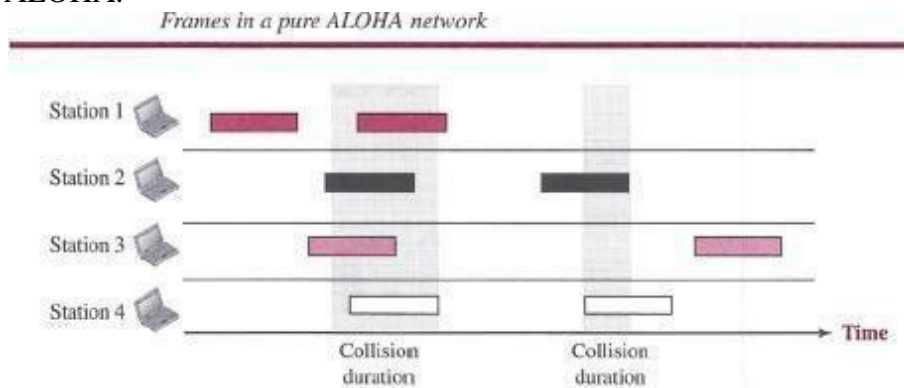 ALOHA.
Frames in a pure ALOHA network
Station 1
Station 2
Station 3
Station 4
Time
Collision
duration
Collision
duration